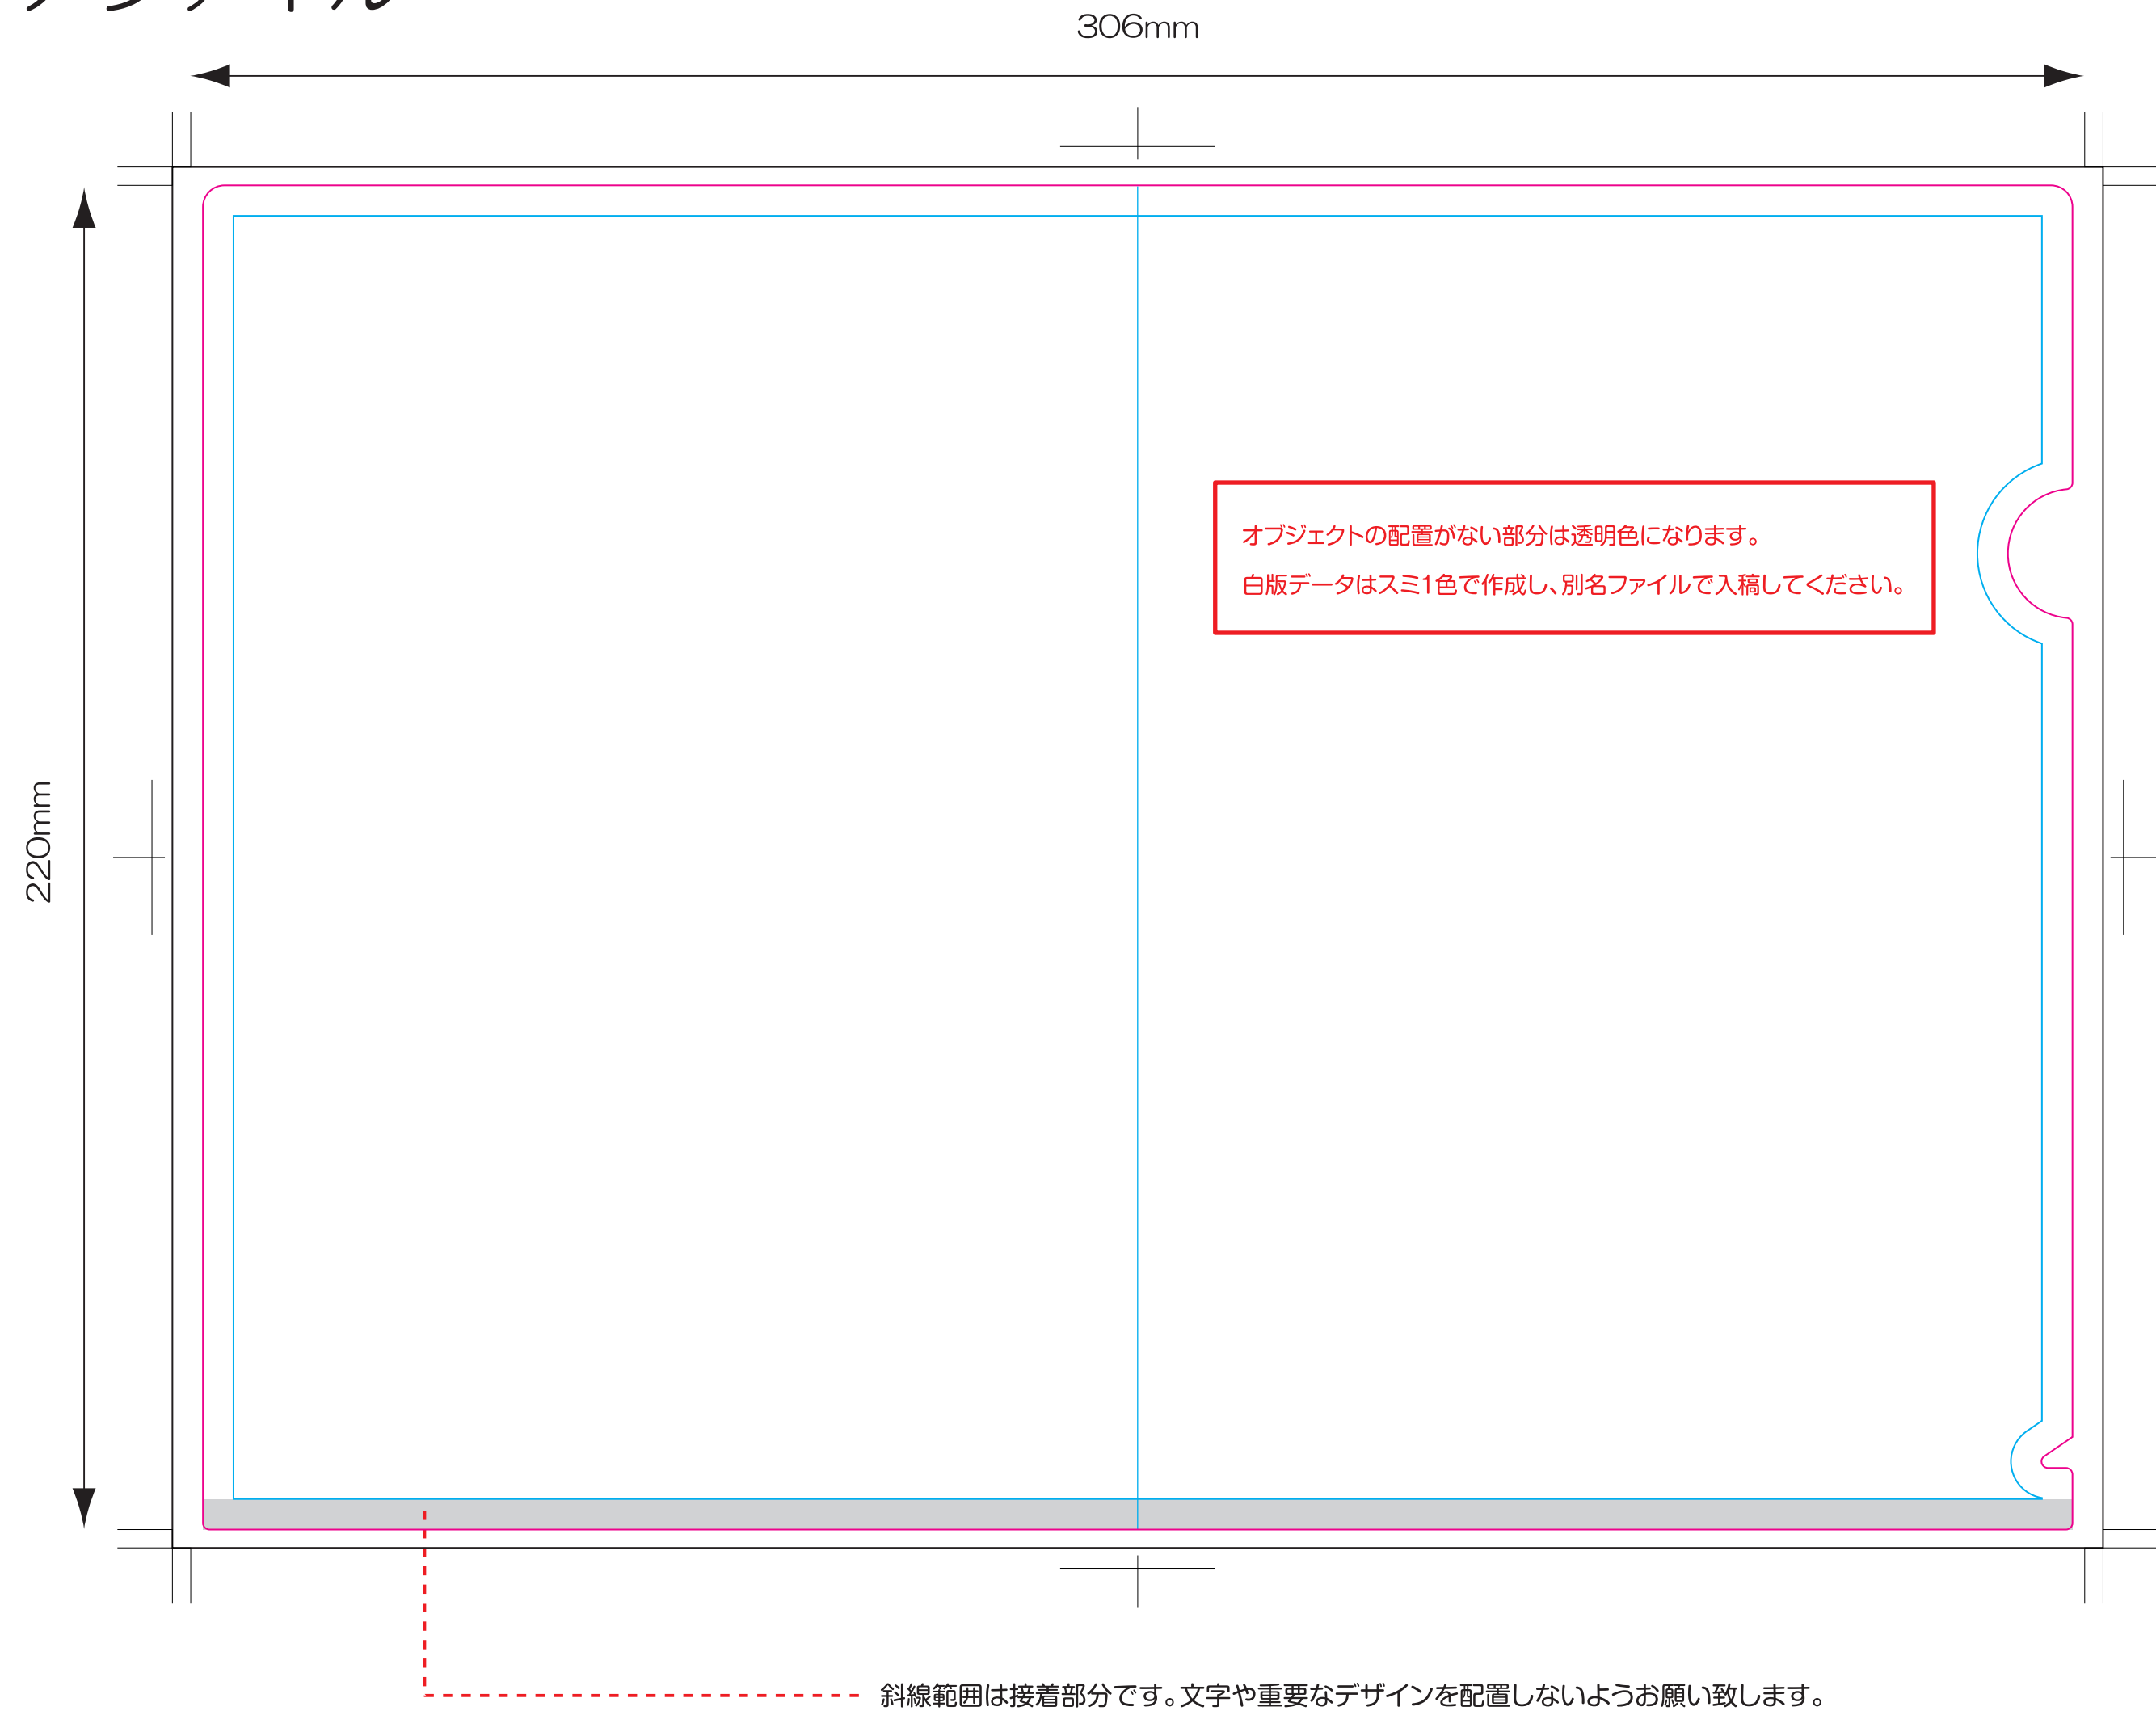 306mm
オブジェクトの配置がない部分は透明色になります。
白版データはスミ1色で作成し、別名ファイルで入稿してください。
220mm
斜線範囲は接着部分です。文字や重要なデザインを配置しないようお願い致します。